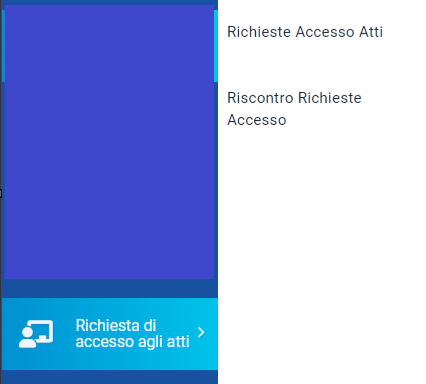 Richieste Accesso Atti
Riscontro Richieste
Accesso
Richiesta di
accesso agli atti